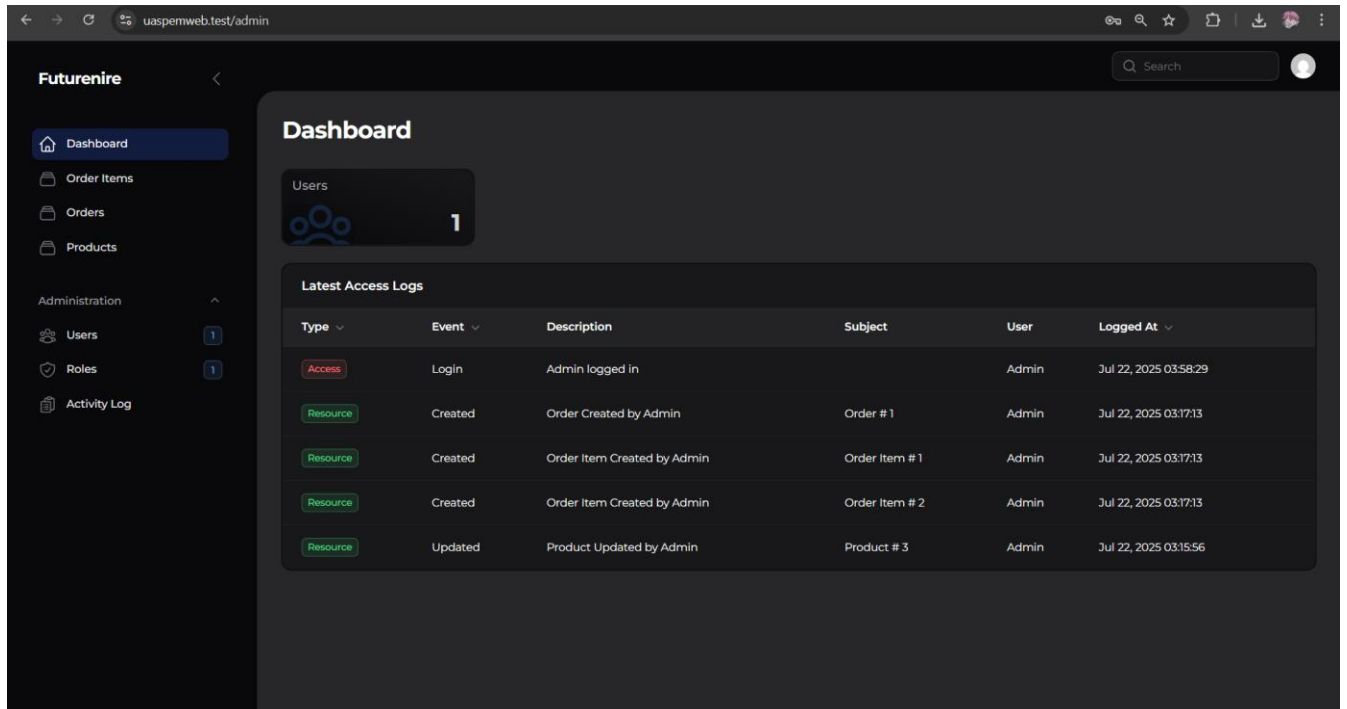 uaspemweb.test/admin
Futurenire
Search
Dashboard
Order Items
Orders
Products
Administration
Users 1
Roles 1
Activity Log
Dashboard
Users
1
Latest Access Logs
Type Event Description Subject User Logged At
Access Login Admin logged in Admin Jul 22, 2025 03:58:29
Resource Created Order Created by Admin Order # 1 Admin Jul 22, 2025 03:17:13
Resource Created Order Item Created by Admin Order Item # 1 Admin Jul 22, 2025 03:17:13
Resource Created Order Item Created by Admin Order Item # 2 Admin Jul 22, 2025 03:17:13
Resource Updated Product Updated by Admin Product # 3 Admin Jul 22, 2025 03:15:56